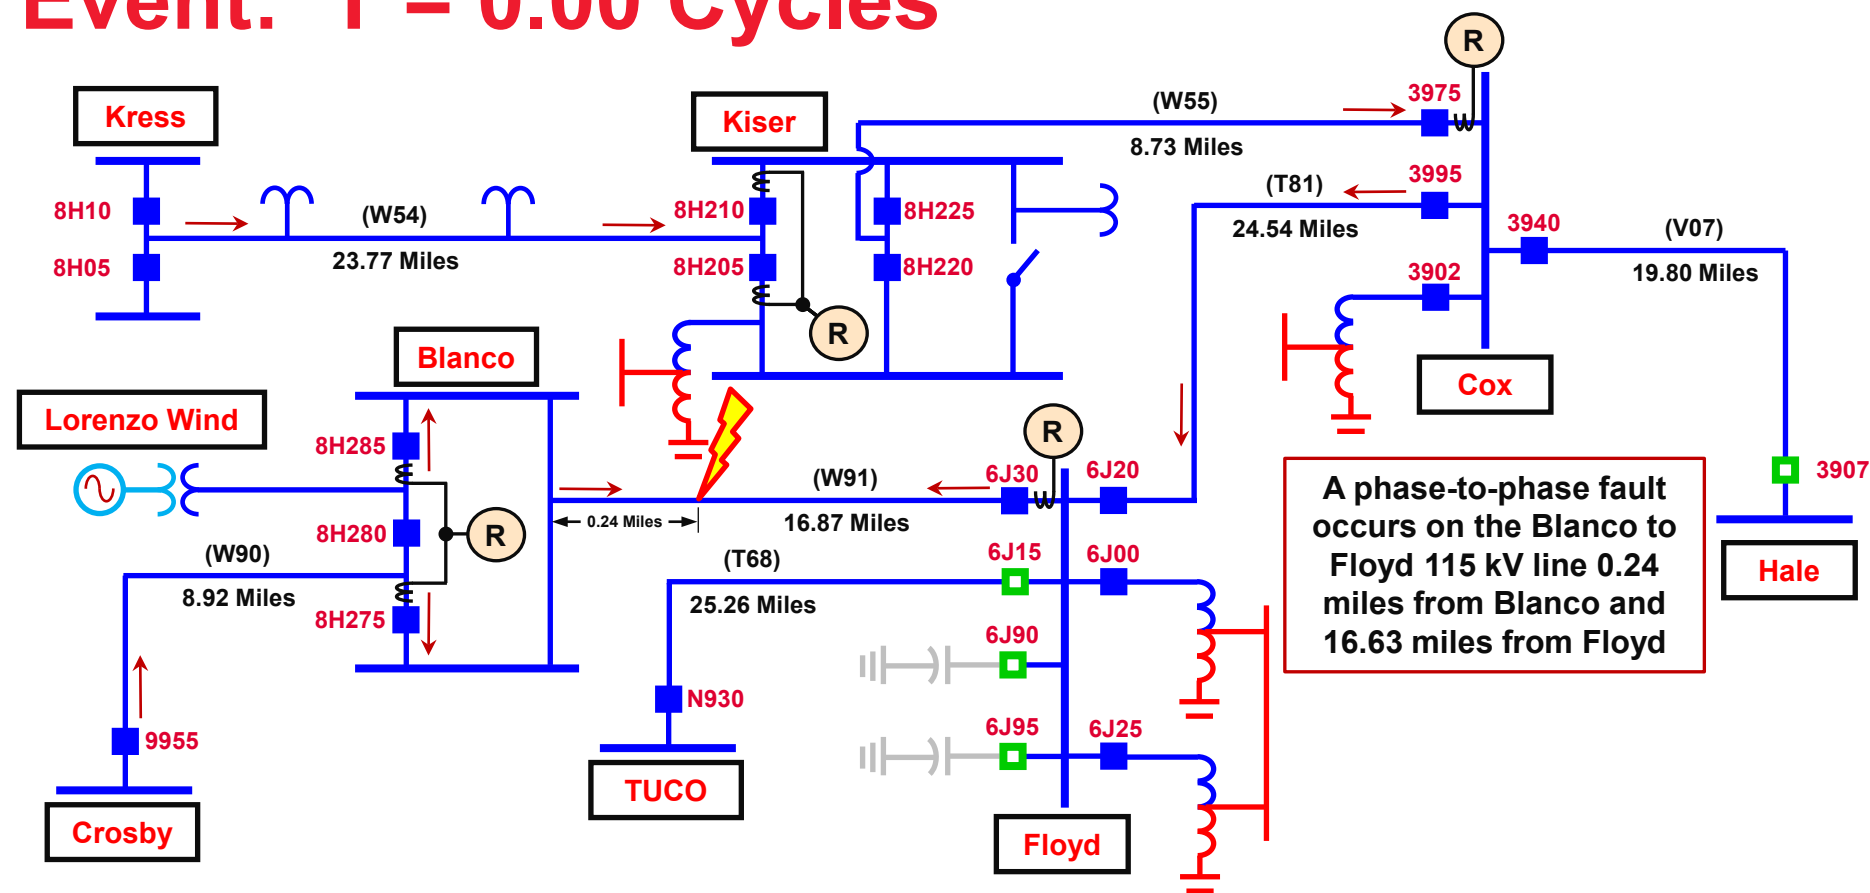 Event: T = 0.00 Cycles
R
Kress
Kiser
(W55)
3975
8.73 Miles
8H10
(W54)
8H210
8H225
(T81)
3995
24.54 Miles
3940
(V07)
8H05
23.77 Miles
8H205
8H220
3902
19.80 Miles
R
Blanco
Cox
Lorenzo Wind
8H285
R
(W91)
6J30
6J20
3907
0.24 Miles
16.87 Miles
A phase-to-phase fault
occurs on the Blanco to
Floyd 115 kV line 0.24
miles from Blanco and
16.63 miles from Floyd
Hale
8H280
R
(W90)
8.92 Miles
8H275
(T68)
25.26 Miles
6J15
6J00
6J90
N930
9955
6J95
6J25
TUCO
Crosby
Floyd